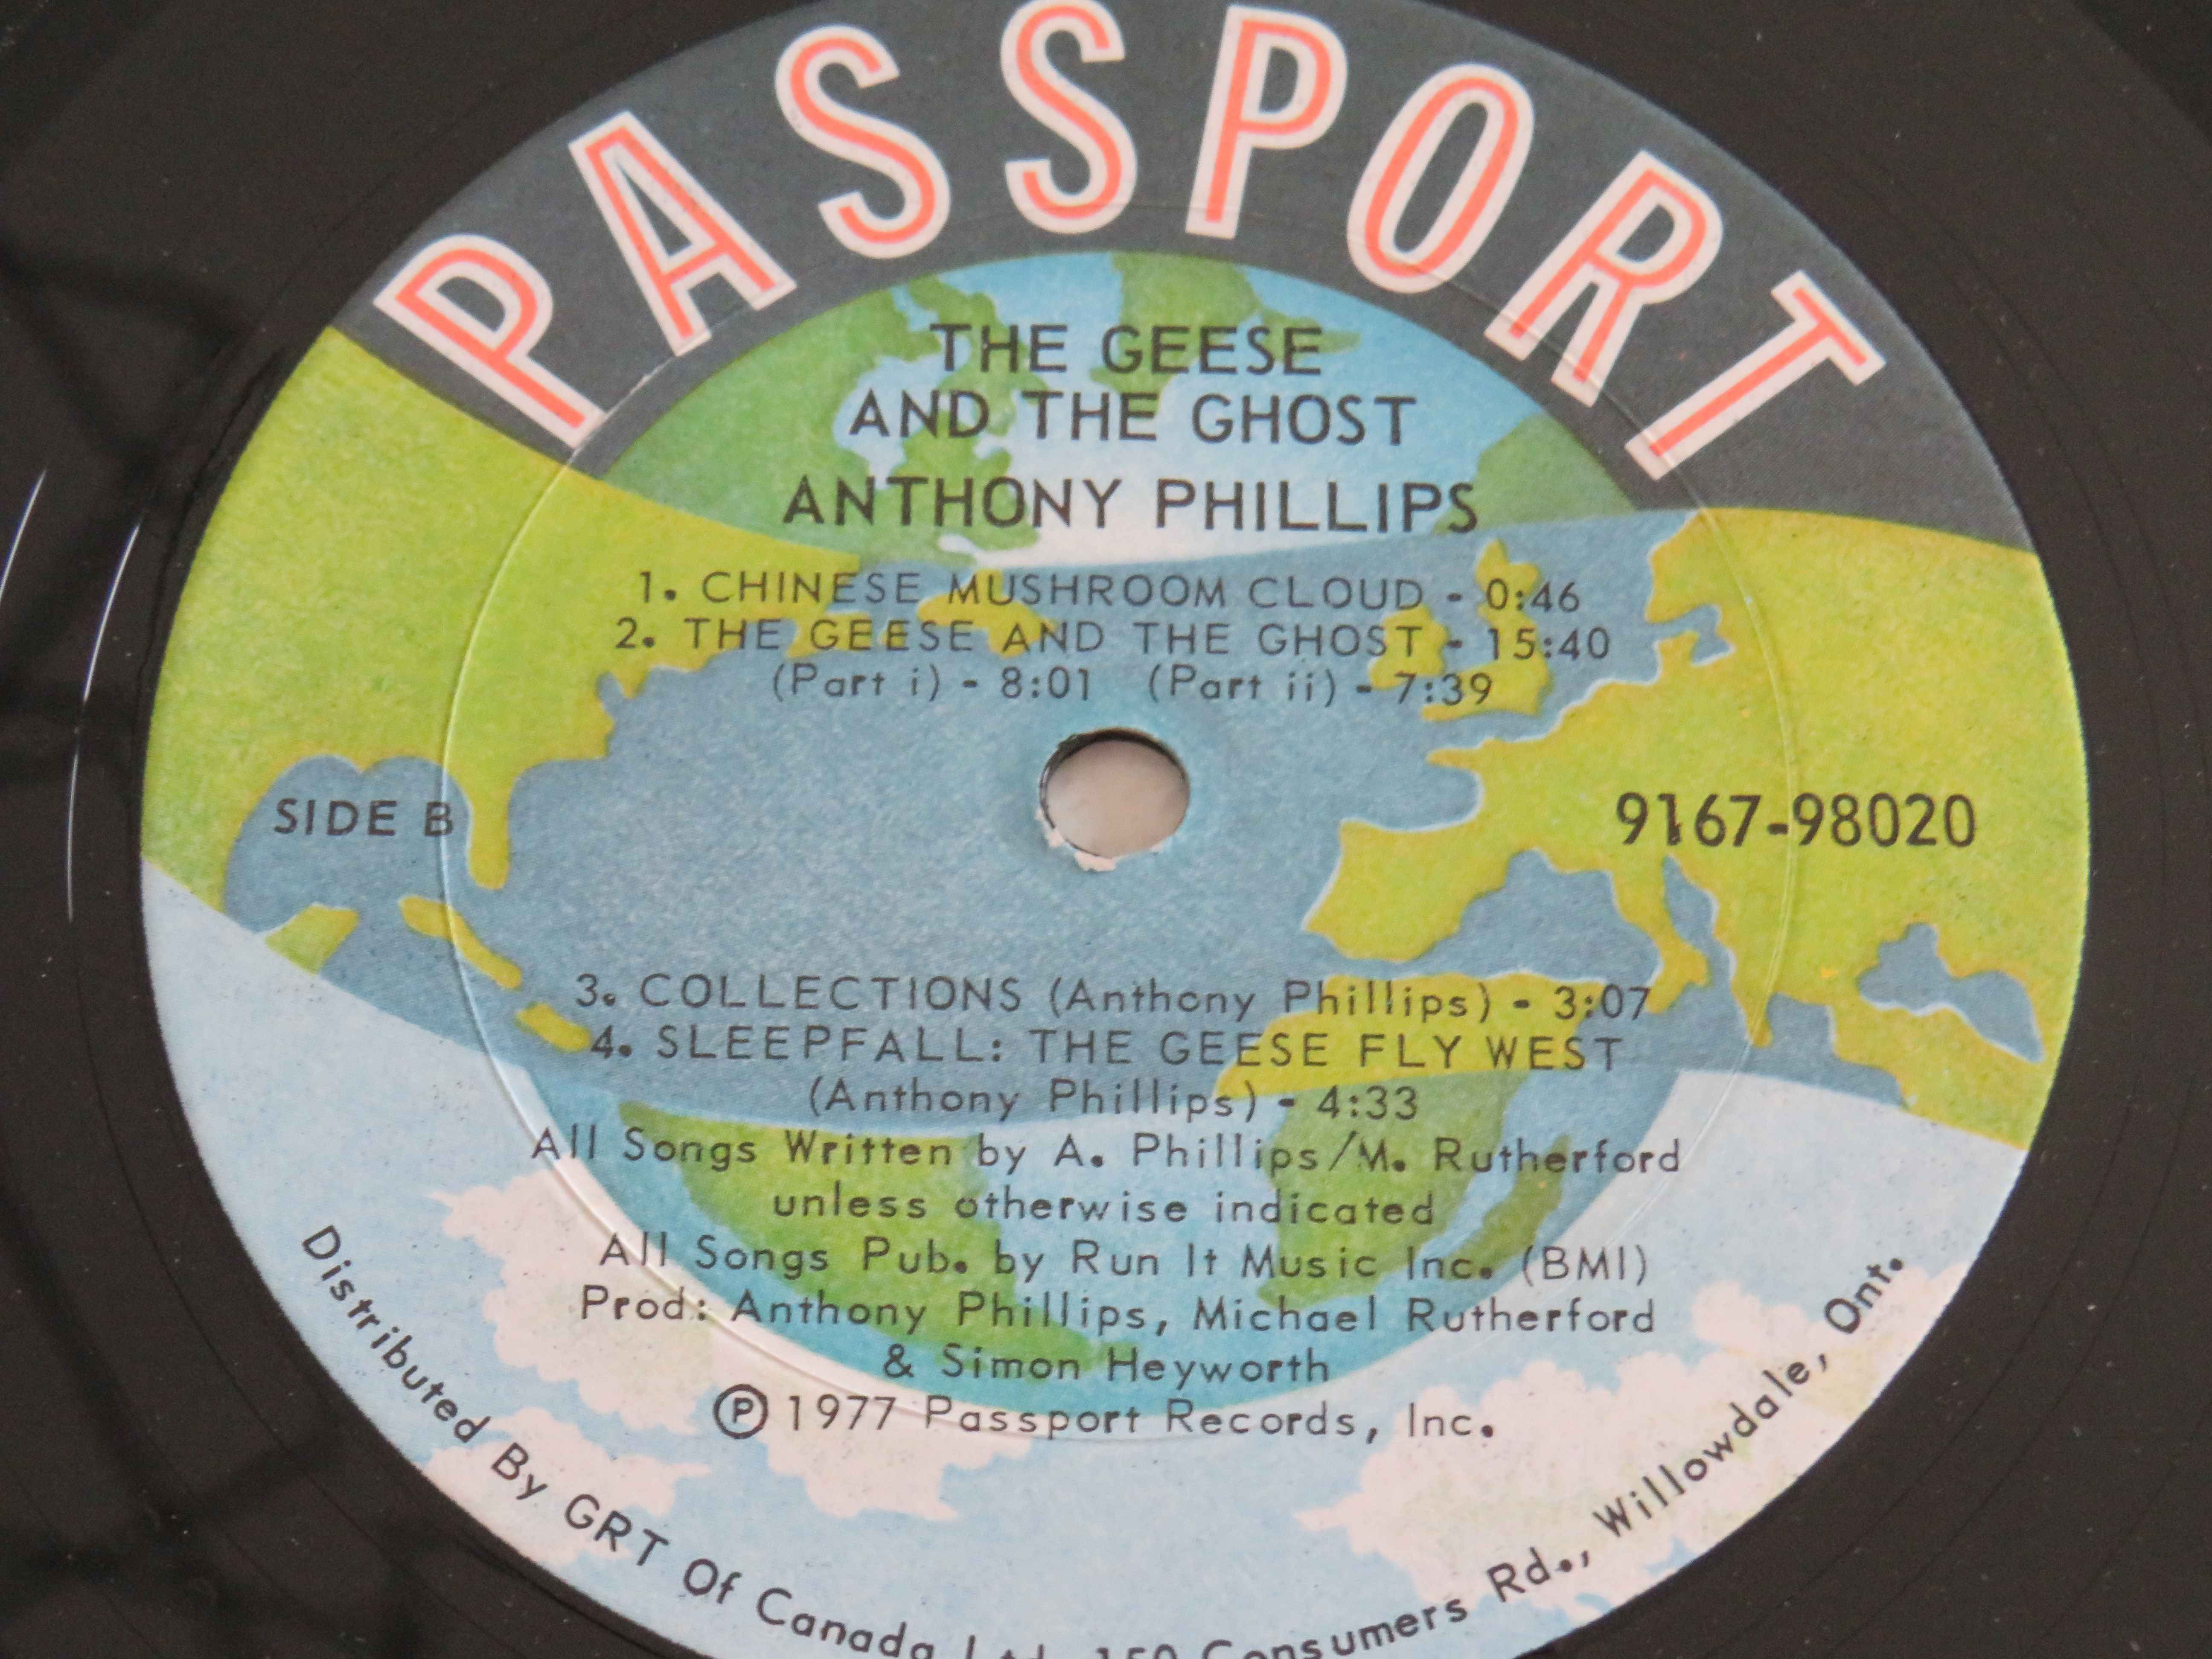 PASSPORT
THE GEESE
AND THE GHOST
ANTHONY PHILLIPS
1. CHINESE MUSHROOM CLOUD - 0:46
2. THE GEESE AND THE GHOST - 15:40
(Part i) - 8:01 (Part ii) - 7:39
SIDE B
9167-98020
3. COLLECTIONS (Anthony Phillips) - 3:07
4. SLEEPFALL: THE GEESE FLY WEST
(Anthony Phillips) - 4:33
All Songs Written by A. Phillips/M. Rutherford
unless otherwise indicated
All Songs Pub. by Run It Music Inc. (BMI)
Prod: Anthony Phillips, Michael Rutherford
& Simon Heyworth
Ⓟ 1977 Passport Records, Inc.
Distributed By GRT Of Canada Ltd. 150 Consumers Rd., Willowdale, Ont.